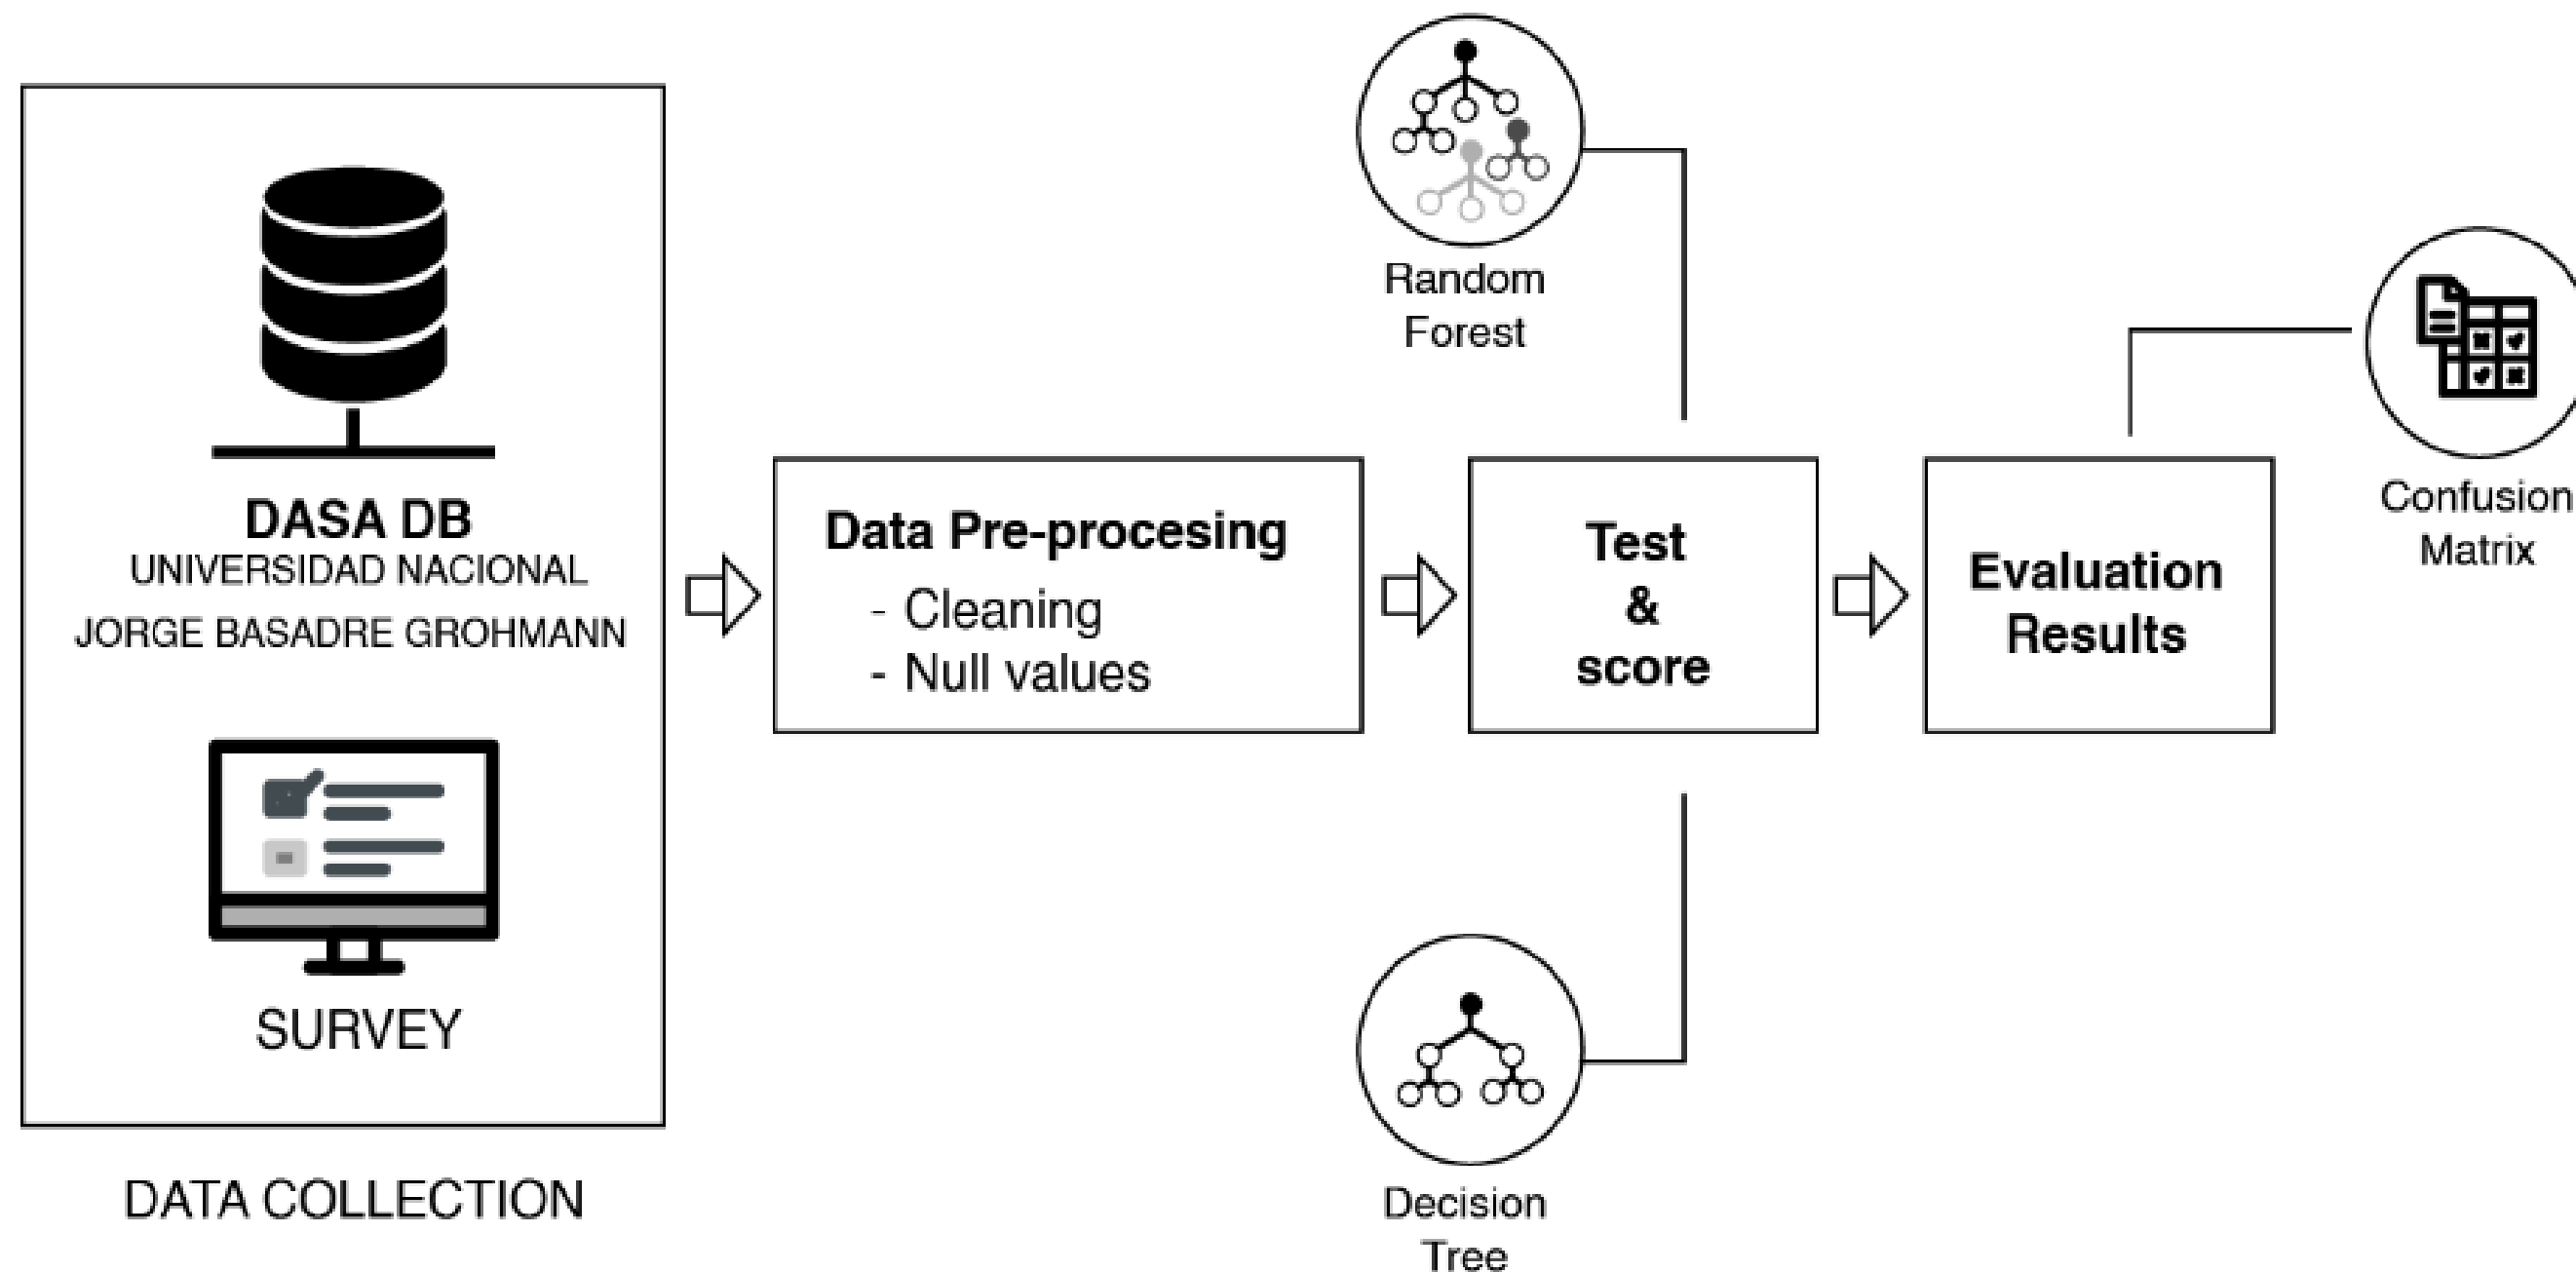 DASA DB
UNIVERSIDAD NACIONAL
JORGE BASADRE GROHMANN
SURVEY
DATA COLLECTION
Data Pre-procesing
- Cleaning
- Null values
Random
Forest
Test
&
score
Decision
Tree
Evaluation
Results
Confusion
Matrix